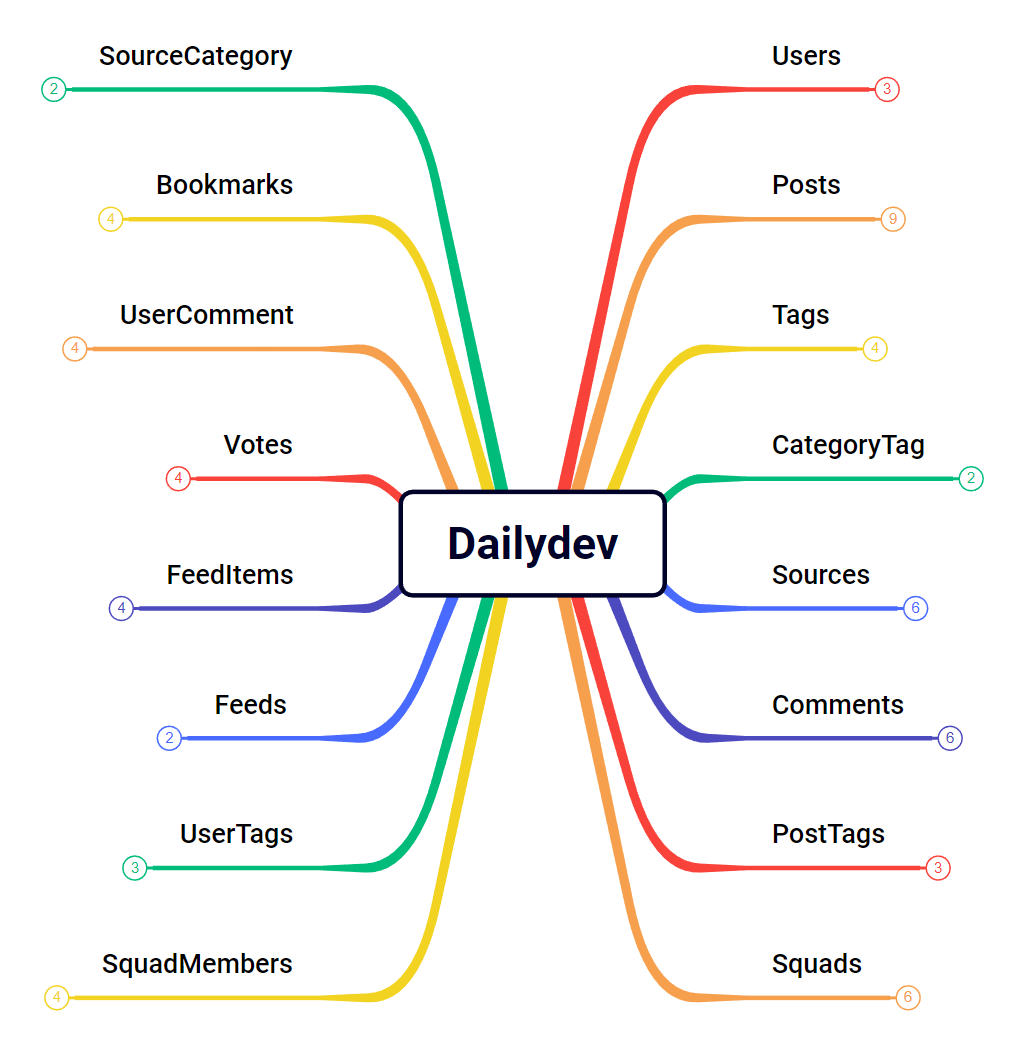 SourceCategory
2
Bookmarks
4
UserComment
4
Votes
4
FeedItems
4
Feeds
2
UserTags
3
SquadMembers
4
Dailydev
Users
3
Posts
9
Tags
4
CategoryTag
2
Sources
6
Comments
6
PostTags
3
Squads
6